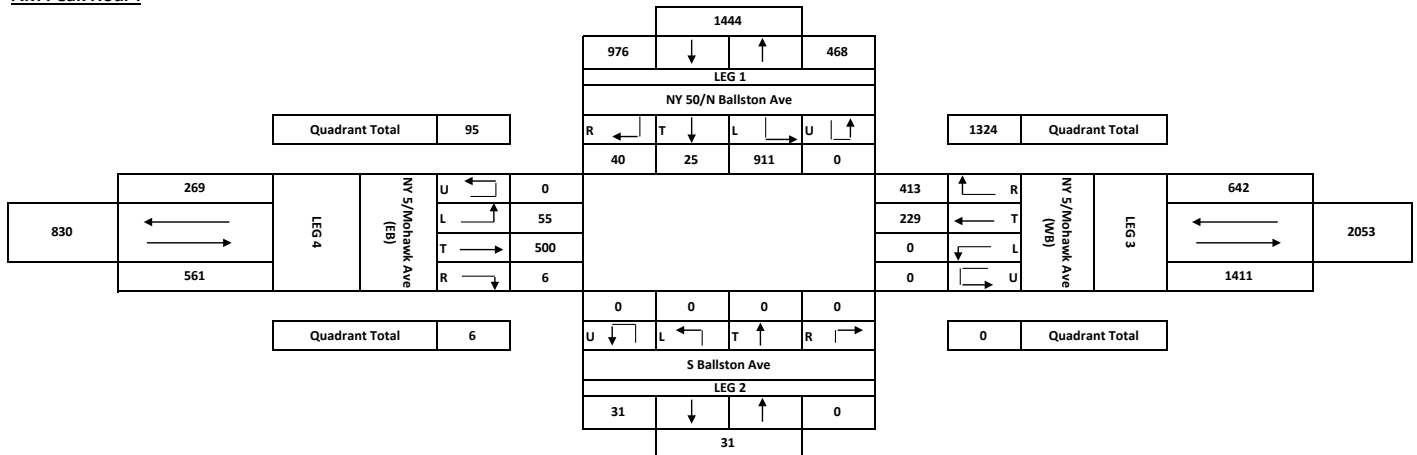 1444
976 468
LEG 1
NY 50/N Ballston Ave
Quadrant Total 95
R T L U
1324 Quadrant Total
40 25 911 0
269
830
561
LEG 4
NY 5/Mohawk Ave
(EB)
U 0
L 55
T 500
R 6
413 R
229 T
0 L
0 U
NY 5/Mohawk Ave
(WB)
LEG 3
642
2053
1411
0 0 0 0
Quadrant Total 6
U L T R
0 Quadrant Total
S Ballston Ave
LEG 2
31 0
31